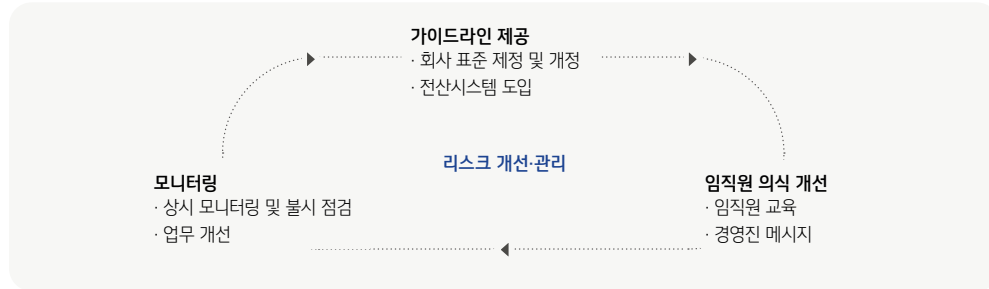 가이드라인 제공
· 회사 표준 제정 및 개정
· 전산시스템 도입
리스크 개선·관리
모니터링
· 상시 모니터링 및 불시 점검
· 업무 개선
임직원 의식 개선
· 임직원 교육
· 경영진 메시지